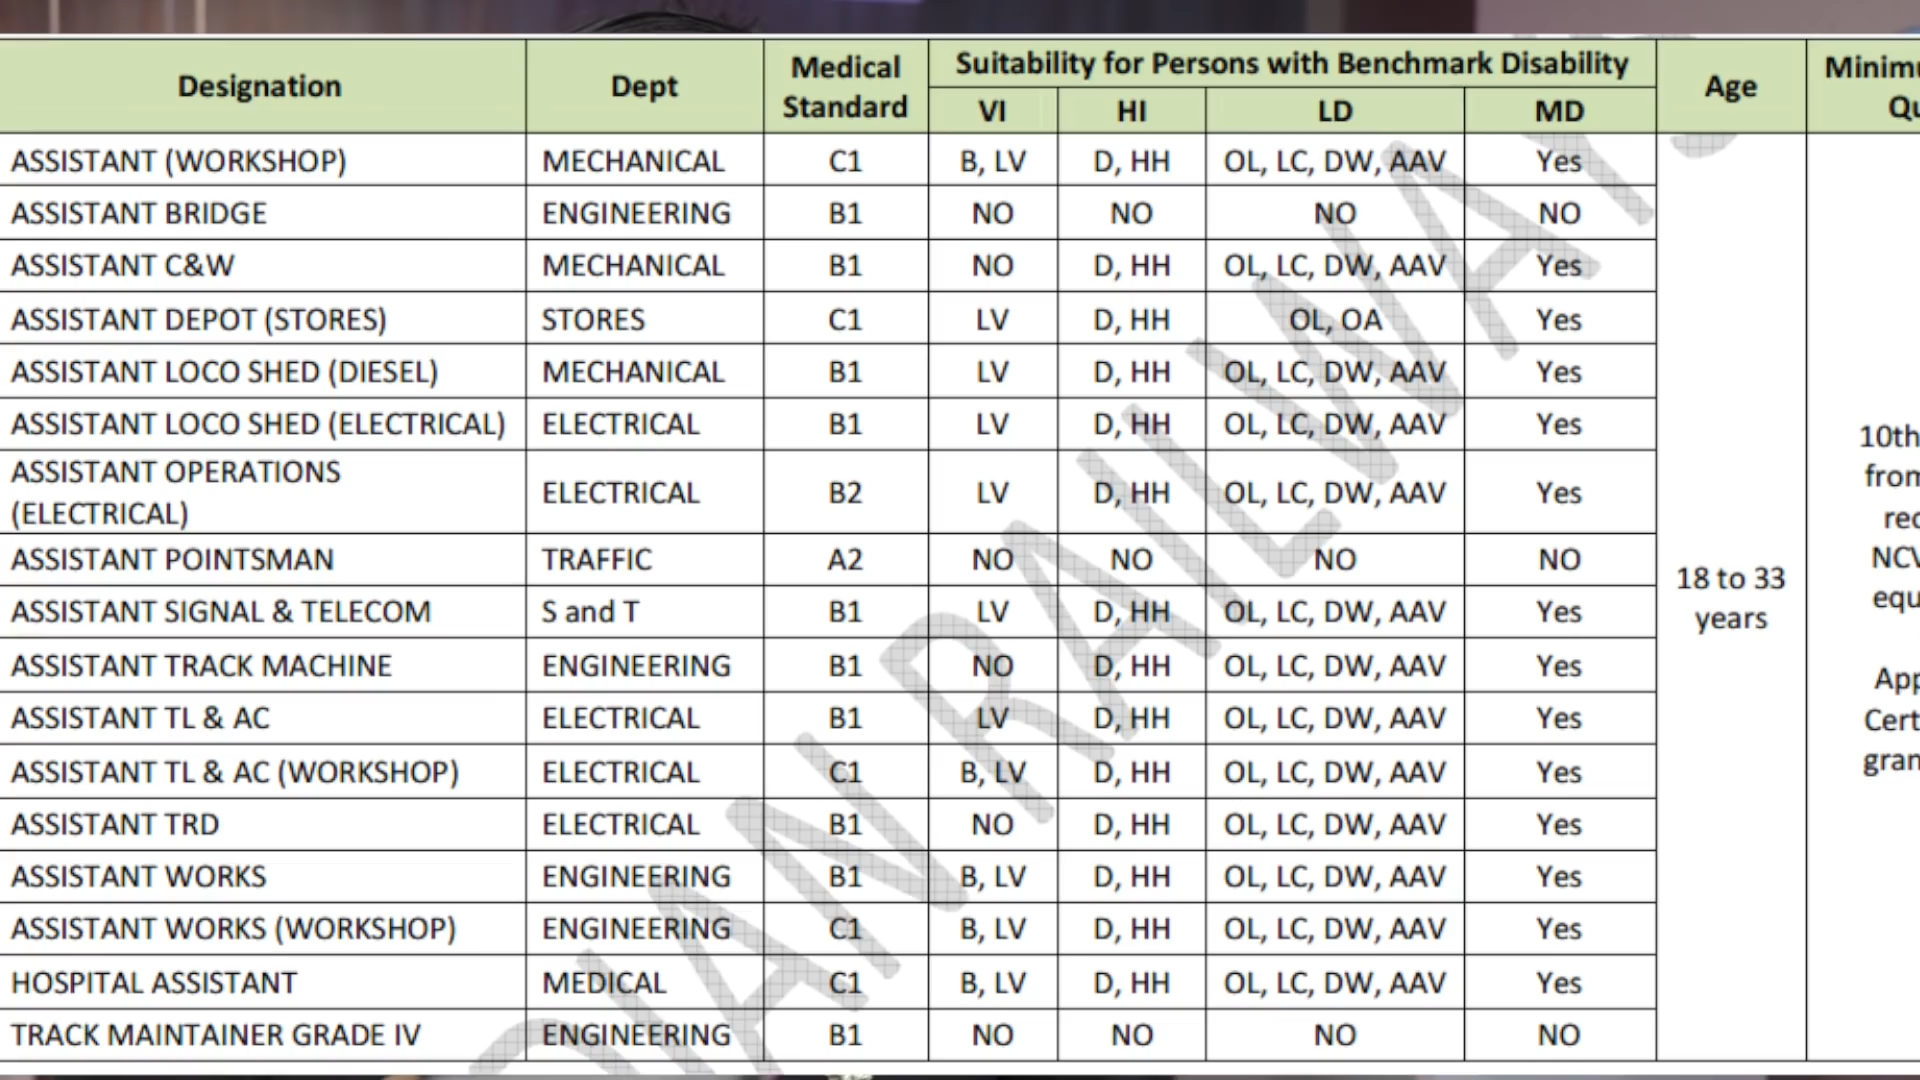 Designation Dept Medical Standard Suitability for Persons with Benchmark Disability Age
VI HI LD MD
ASSISTANT (WORKSHOP) MECHANICAL C1 B, LV D, HH OL, LC, DW, AAV Yes
ASSISTANT BRIDGE ENGINEERING B1 NO NO NO NO
ASSISTANT C&W MECHANICAL B1 NO D, HH OL, LC, DW, AAV Yes
ASSISTANT DEPOT (STORES) STORES C1 LV D, HH OL, OA Yes
ASSISTANT LOCO SHED (DIESEL) MECHANICAL B1 LV D, HH OL, LC, DW, AAV Yes
ASSISTANT LOCO SHED (ELECTRICAL) ELECTRICAL B1 LV D, HH OL, LC, DW, AAV Yes
ASSISTANT OPERATIONS (ELECTRICAL) ELECTRICAL B2 LV D, HH OL, LC, DW, AAV Yes
ASSISTANT POINTSMAN TRAFFIC A2 NO NO NO NO
ASSISTANT SIGNAL & TELECOM S and T B1 LV D, HH OL, LC, DW, AAV Yes
ASSISTANT TRACK MACHINE ENGINEERING B1 NO D, HH OL, LC, DW, AAV Yes
ASSISTANT TL & AC ELECTRICAL B1 LV D, HH OL, LC, DW, AAV Yes
ASSISTANT TL & AC (WORKSHOP) ELECTRICAL C1 B, LV D, HH OL, LC, DW, AAV Yes
ASSISTANT TRD ELECTRICAL B1 NO D, HH OL, LC, DW, AAV Yes
ASSISTANT WORKS ENGINEERING B1 B, LV D, HH OL, LC, DW, AAV Yes
ASSISTANT WORKS (WORKSHOP) ENGINEERING C1 B, LV D, HH OL, LC, DW, AAV Yes
HOSPITAL ASSISTANT MEDICAL C1 B, LV D, HH OL, LC, DW, AAV Yes
TRACK MAINTAINER GRADE IV ENGINEERING B1 NO NO NO NO
18 to 33
years
10th
RAILWAYS